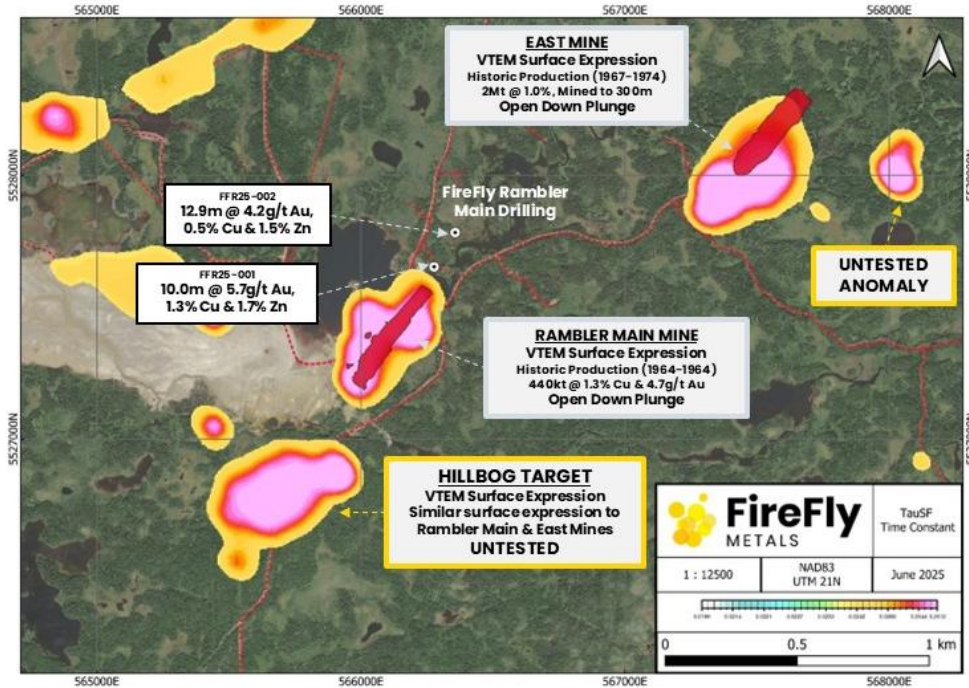 565000E
566000E
567000E
568000E
EAST MINE
VTEM Surface Expression
Historic Production (1967-1974)
2Mt @ 1.0%, Mined to 300m
Open Down Plunge
5528000N
FFR25-002
12.9m @ 4.2g/t Au,
0.5% Cu & 1.5% Zn
FireFly Rambler
Main Drilling
UNTESTED
ANOMALY
FFR25-001
10.0m @ 5.7g/t Au,
1.3% Cu & 1.7% Zn
RAMBLER MAIN MINE
VTEM Surface Expression
Historic Production (1964-1964)
440kt @ 1.3% Cu & 4.7g/t Au
Open Down Plunge
5527000N
HILLBOG TARGET
VTEM Surface Expression
Similar surface expression to
Rambler Main & East Mines
UNTESTED
FireFly
METALS
TauSF
Time Constant
1 : 12500
NAD83
UTM 21N
June 2025
0
0.5
1 km
565000E
566000E
567000E
568000E